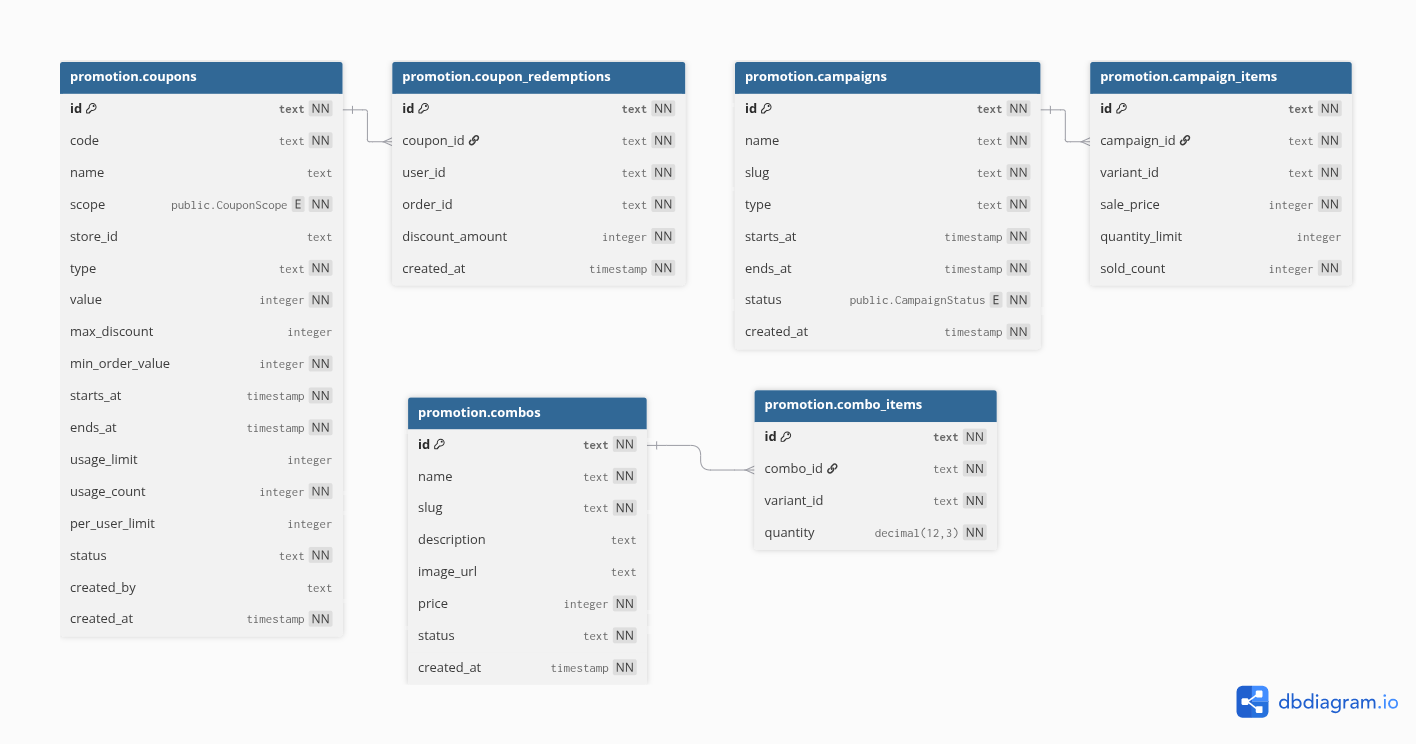 promotion.coupons
id text NN
code text NN
name text
scope public.CouponScope E NN
store_id text
type text NN
value integer NN
max_discount integer
min_order_value integer NN
starts_at timestamp NN
ends_at timestamp NN
usage_limit integer
usage_count integer NN
per_user_limit integer
status text NN
created_by text
created_at timestamp NN
promotion.coupon_redemptions
id text NN
coupon_id text NN
user_id text NN
order_id text NN
discount_amount integer NN
created_at timestamp NN
promotion.campaigns
id text NN
name text NN
slug text NN
type text NN
starts_at timestamp NN
ends_at timestamp NN
status public.CampaignStatus E NN
created_at timestamp NN
promotion.campaign_items
id text NN
campaign_id text NN
variant_id text NN
sale_price integer NN
quantity_limit integer
sold_count integer NN
promotion.combos
id text NN
name text NN
slug text NN
description text
image_url text
price integer NN
status text NN
created_at timestamp NN
promotion.combo_items
id text NN
combo_id text NN
variant_id text NN
quantity decimal(12,3) NN
dbdiagram.io